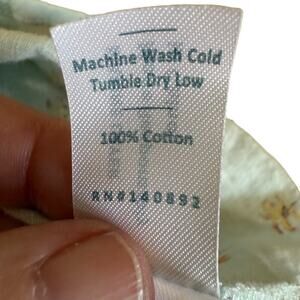 Machine Wash Cold
Tumble Dry Low
100% Cotton
RN#140892